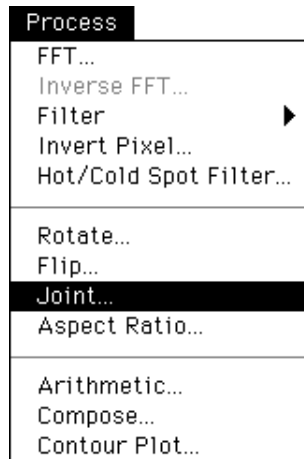 Process
FFT...
Inverse FFT...
Filter
Invert Pixel...
Hot/Cold Spot Filter...
Rotate...
Flip...
Joint...
Aspect Ratio...
Arithmetic...
Compose...
Contour Plot...